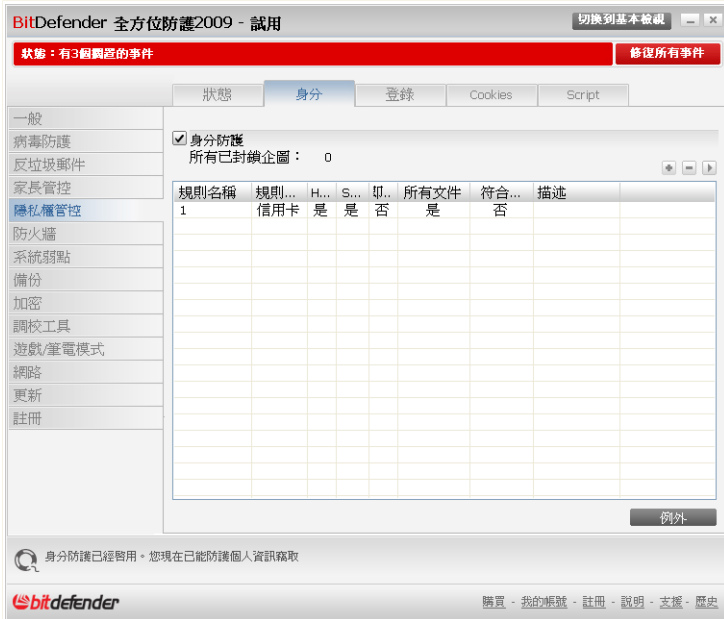 BitDefender 全方位防護2009 - 試用
切換到基本檢視
狀態：有3個擱置的事件
修復所有事件
狀態
身分
登錄
Cookies
Script
一般
病毒防護
反垃圾郵件
家長管控
隱私權管控
防火牆
系統弱點
備份
加密
調校工具
遊戲/筆電模式
網路
更新
註冊
身分防護
所有已封鎖企圖： 0
規則名稱 規則... H... S... 即.. 所有文件 符合... 描述
1 信用卡 是 是 否 是 否
例外
身分防護已經啓用。您現在已能防護個人資訊竊取
bitdefender
購買 - 我的帳號 - 註冊 - 說明 - 支援 - 歷史